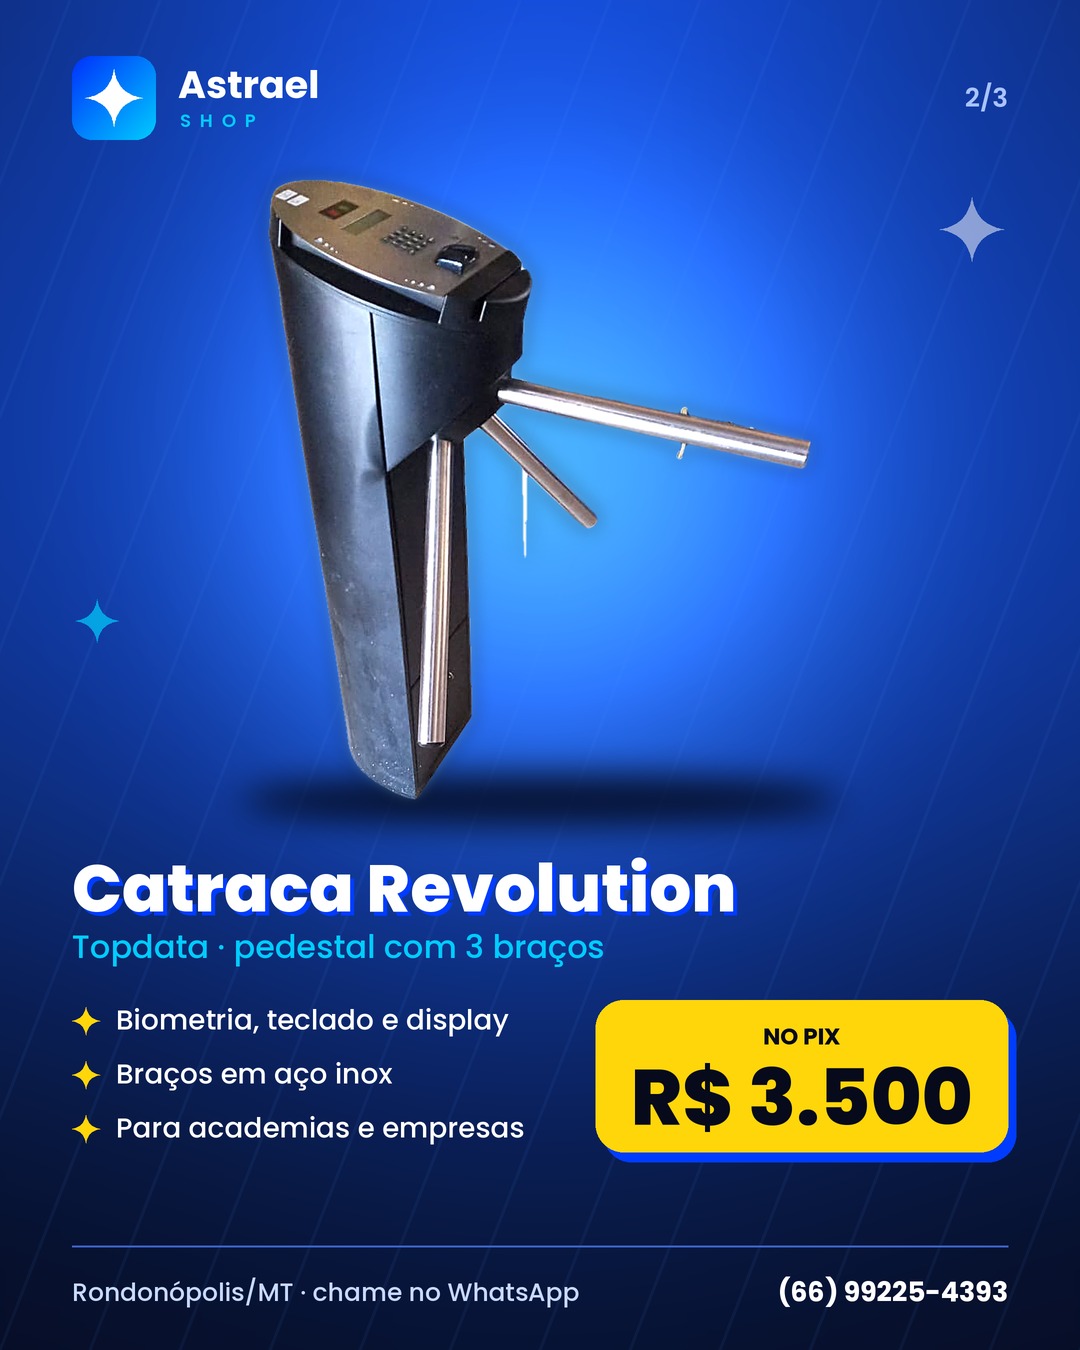 Astrael
SHOP
2/3
Catraca Revolution
Topdata · pedestal com 3 braços
Biometria, teclado e display
Braços em aço inox
Para academias e empresas
NO PIX
R$ 3.500
Rondonópolis/MT · chame no WhatsApp
(66) 99225-4393